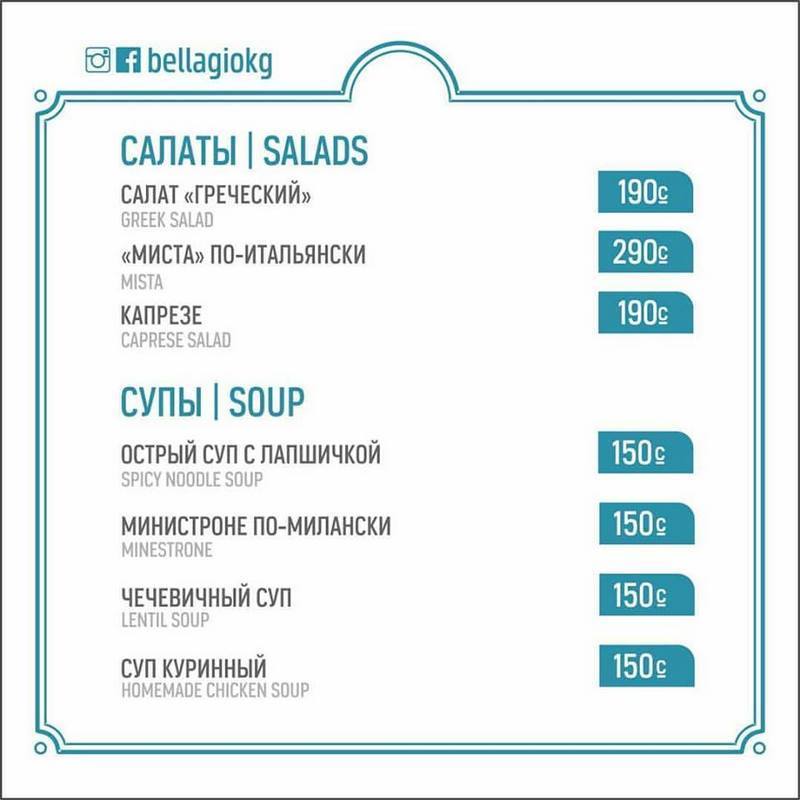 bellagiokg
САЛАТЫ | SALADS
САЛАТ «ГРЕЧЕСКИЙ» 190с
GREEK SALAD
«МИСТА» ПО-ИТАЛЬЯНСКИ 290с
MISTA
КАПРЕЗЕ 190с
CAPRESE SALAD
СУПЫ | SOUP
ОСТРЫЙ СУП С ЛАПШИЧКОЙ 150с
SPICY NOODLE SOUP
МИНИСТРОНЕ ПО-МИЛАНСКИ 150с
MINESTRONE
ЧЕЧЕВИЧНЫЙ СУП 150с
LENTIL SOUP
СУП КУРИННЫЙ 150с
HOMEMADE CHICKEN SOUP